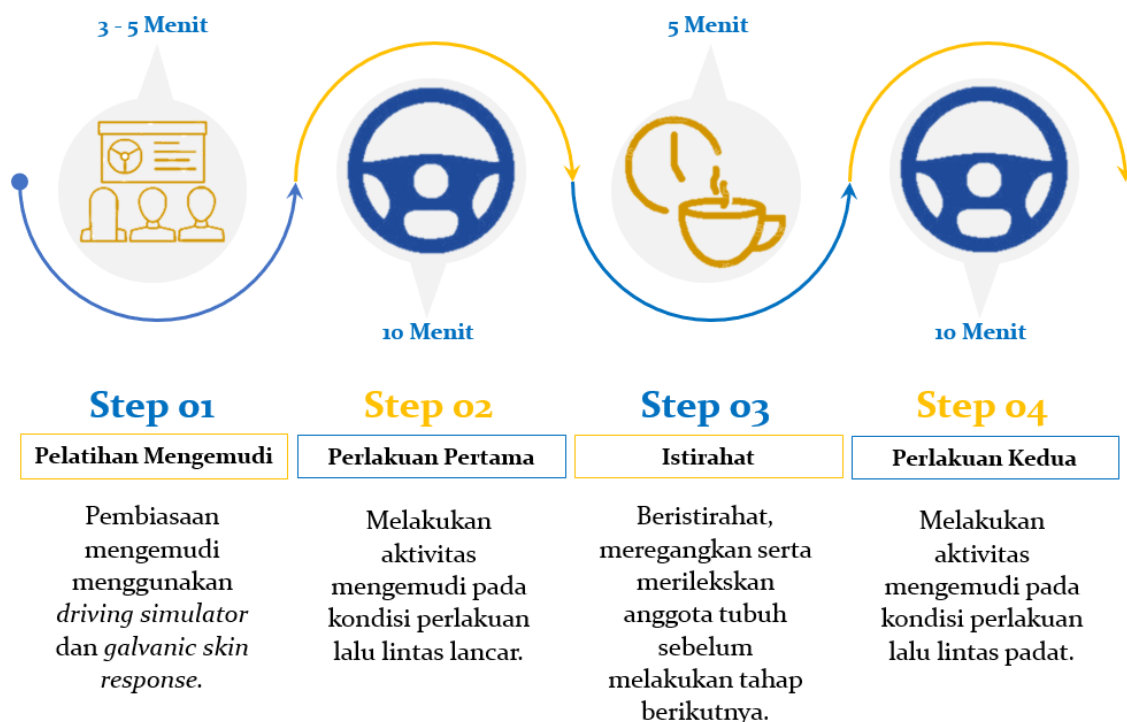 3 - 5 Menit
5 Menit
10 Menit
10 Menit
Step 01
Step 02
Step 03
Step 04
Pelatihan Mengemudi
Perlakuan Pertama
Istirahat
Perlakuan Kedua
Pembiasaan
mengemudi
menggunakan
driving simulator
dan galvanic skin
response.
Melakukan
aktivitas
mengemudi pada
kondisi perlakuan
lalu lintas lancar.
Beristirahat,
meregangkan serta
merilekskan
anggota tubuh
sebelum
melakukan tahap
berikutnya.
Melakukan
aktivitas
mengemudi pada
kondisi perlakuan
lalu lintas padat.